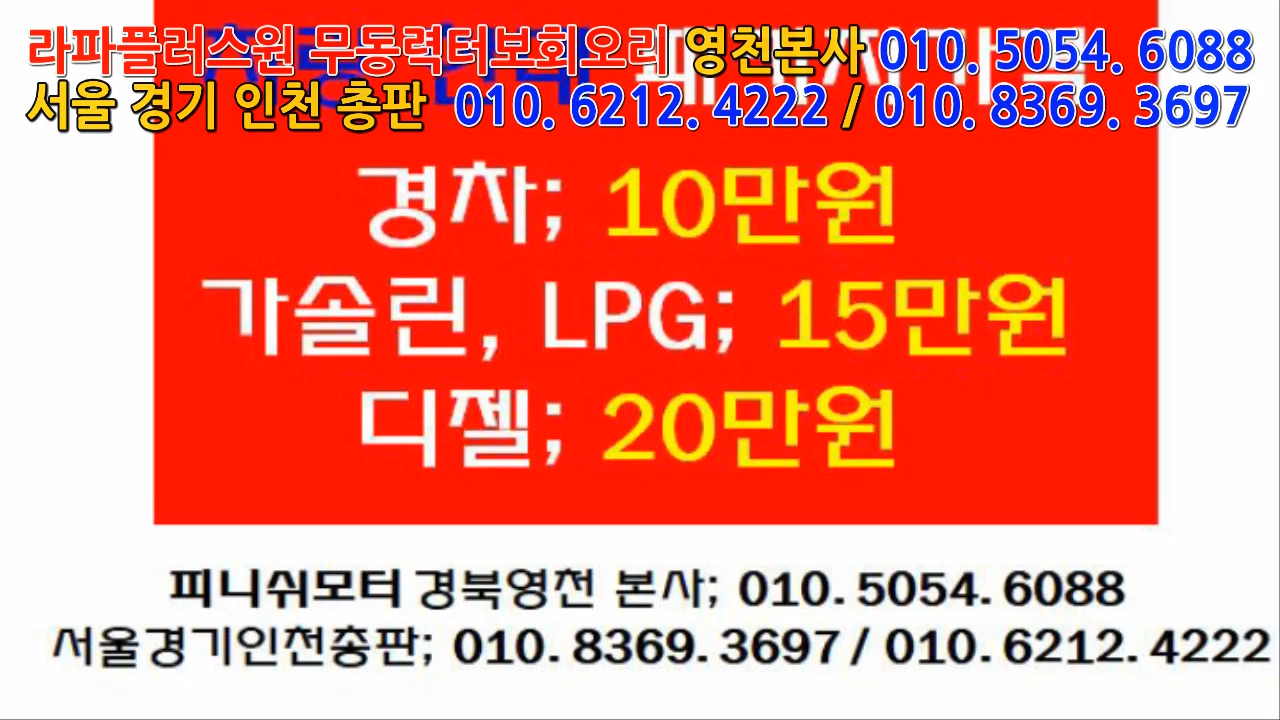 라파플러스원 무동력터보회오리 영천본사 010. 5054. 6088
서울 경기 인천 총판 010. 6212. 4222 / 010. 8369. 3697
경차; 10만원
가솔린, LPG; 15만원
디젤; 20만원
피니쉬모터 경북영천 본사; 010. 5054. 6088
서울경기인천총판; 010. 8369. 3697 / 010. 6212. 4222